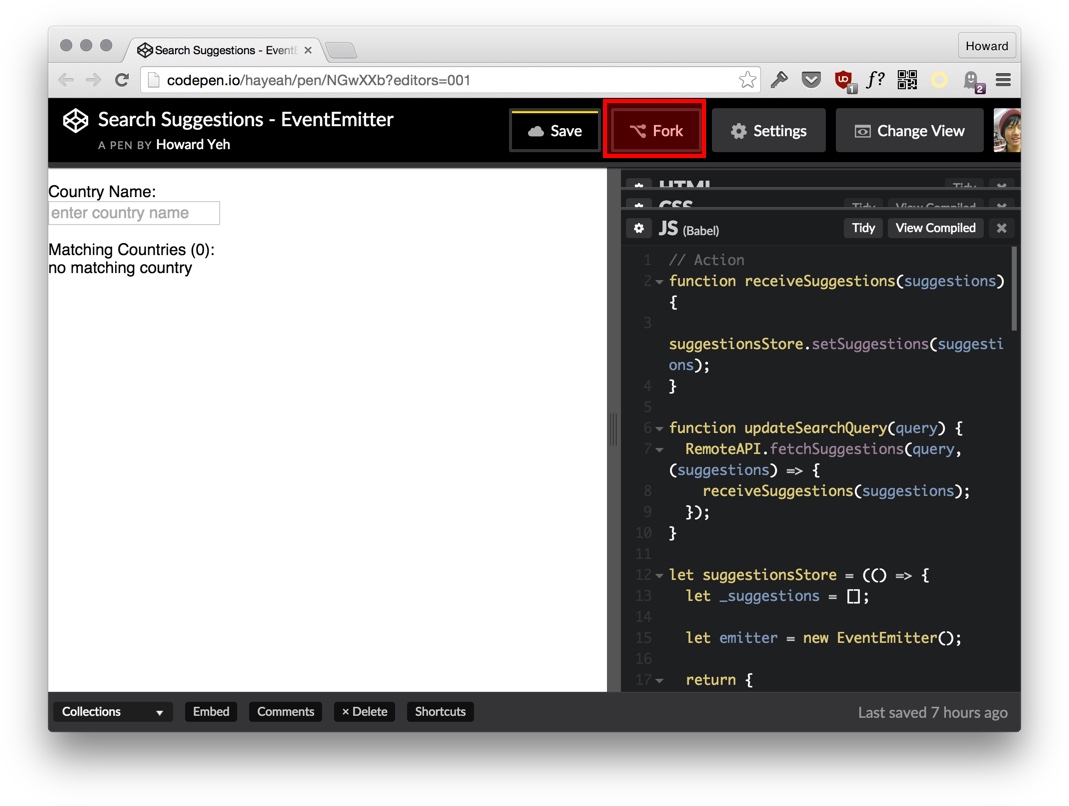 Search Suggestions - EventE
Howard
codepen.io/hayeah/pen/NGwXXb?editors=001
f?
1
2
Search Suggestions - EventEmitter
A PEN BY Howard Yeh
Save
Fork
Settings
Change View
Country Name:
enter country name
Matching Countries (0):
no matching country
HTML
Tidy
CSS
Tidy View Compiled
JS (Babel)
Tidy View Compiled
1 // Action
2 function receiveSuggestions(suggestions)
{
3
suggestionsStore.setSuggestions(suggesti
ons);
4 }
5
6 function updateSearchQuery(query) {
7 RemoteAPI.fetchSuggestions(query,
(suggestions) => {
8 receiveSuggestions(suggestions);
9 });
10 }
11
12 let suggestionsStore = (() => {
13 let _suggestions = [];
14
15 let emitter = new EventEmitter();
16
17 return {
Collections Embed Comments × Delete Shortcuts Last saved 7 hours ago